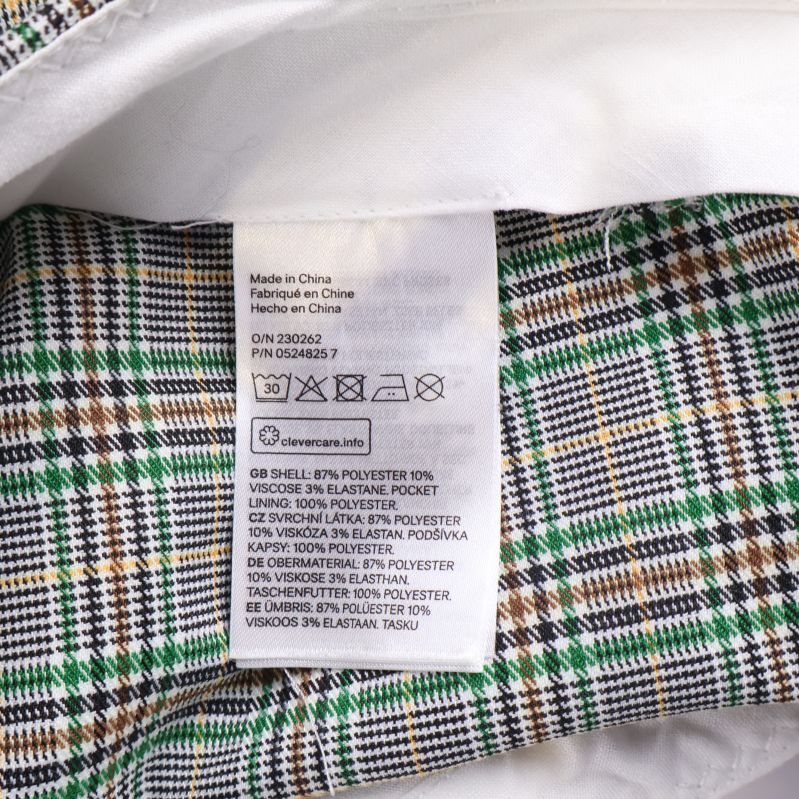 Made in China
Fabriqué en Chine
Hecho en China
O/N 230262
P/N 0524825 7
30
clevercare.info
GB SHELL: 87% POLYESTER 10%
VISCOSE 3% ELASTANE. POCKET
LINING: 100% POLYESTER.
CZ SVRCHNÍ LÁTKA: 87% POLYESTER
10% VISKÓZA 3% ELASTAN. PODŠÍVKA
KAPSY: 100% POLYESTER.
DE OBERMATERIAL: 87% POLYESTER
10% VISKOSE 3% ELASTHAN.
TASCHENFUTTER: 100% POLYESTER.
EE ÜMBRIS: 87% POLÜESTER 10%
VISKOOS 3% ELASTAAN. TASKU